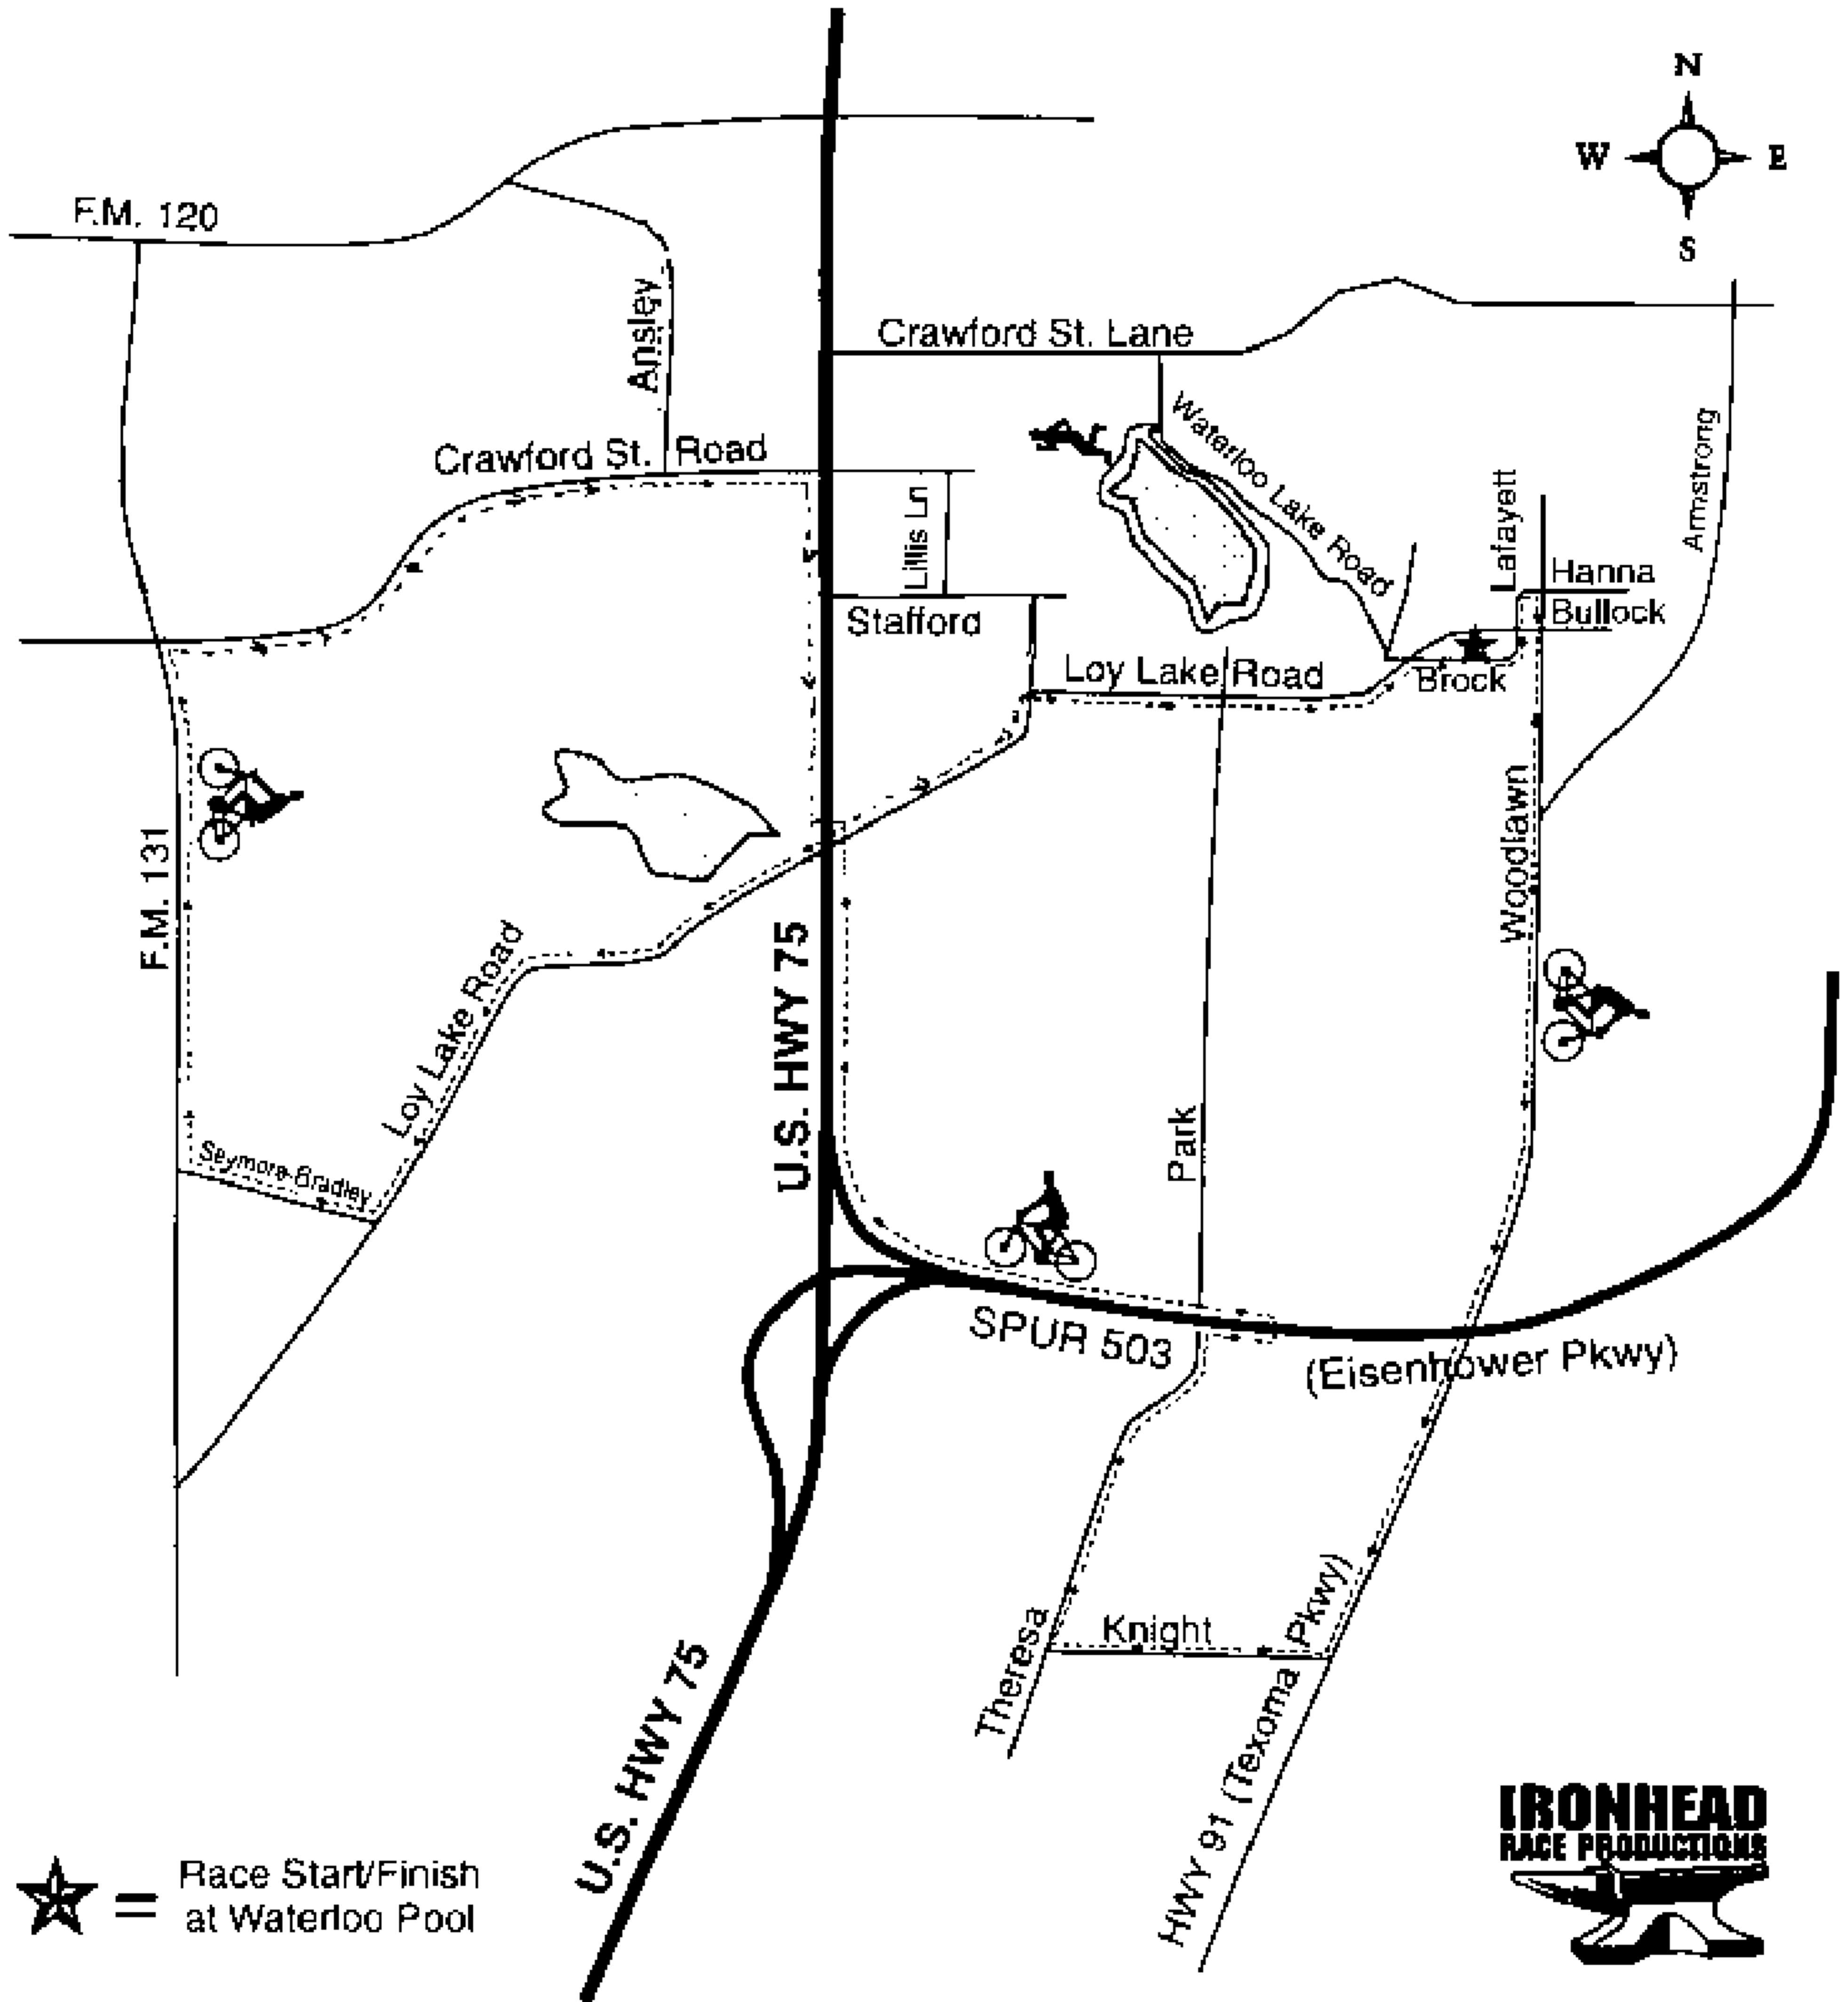 N
W E
S
F.M. 120
Ansley
Crawford St. Lane
Waterloo Lake Road
Armstrong
Crawford St. Road
Lillis Ln
Lafayett
Hanna
Bullock
Stafford
Loy Lake Road
Brock
F.M. 131
Woodlawn
Loy Lake Road
U.S. HWY 75
Park
Seymore-Bradley
SPUR 503
(Eisenhower Pkwy)
Theresa
Knight
HWY 91 (Texoma Pkwy)
U.S. HWY 75
IRONHEAD
RACE PRODUCTIONS
= Race Start/Finish
at Waterloo Pool